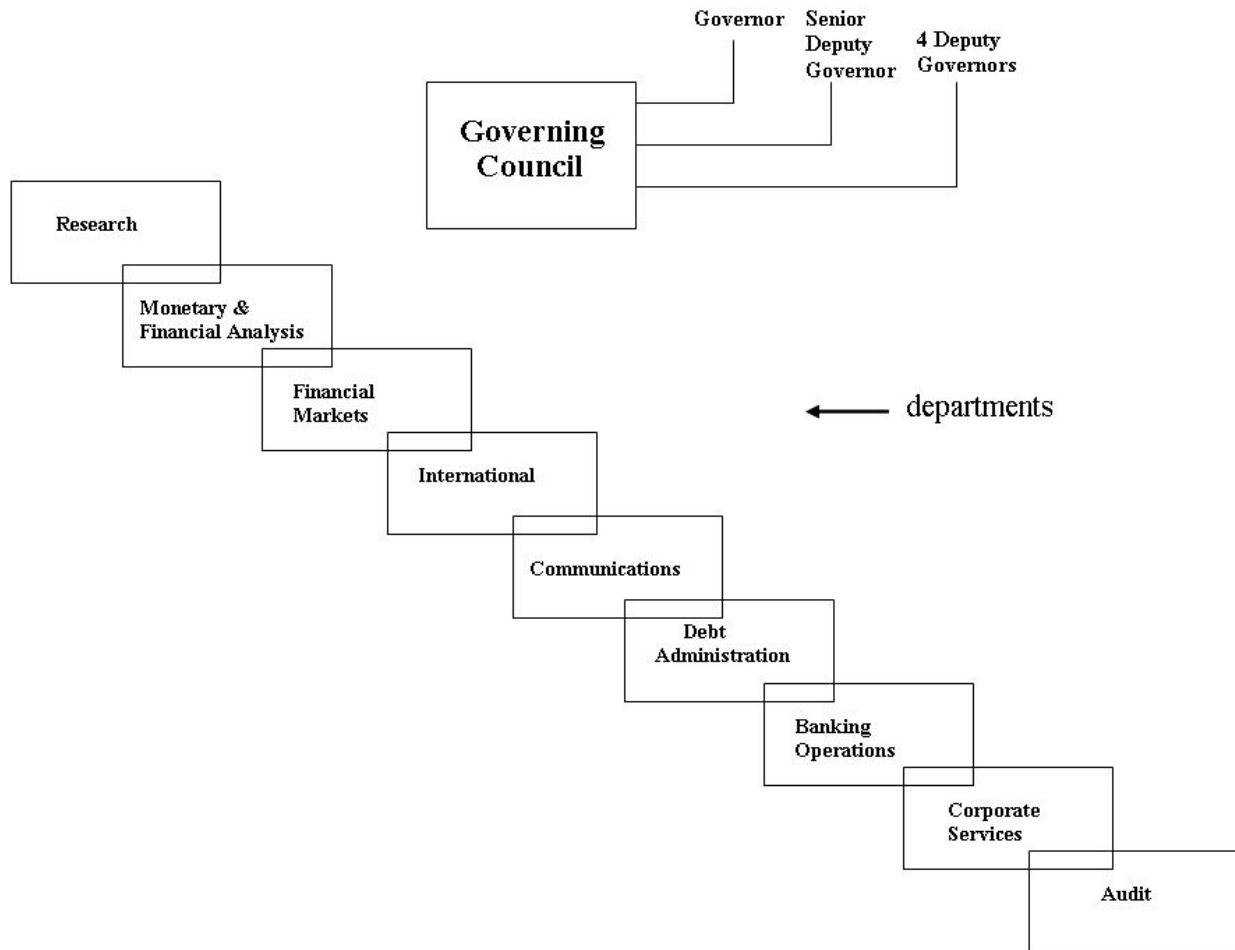 Governor
Senior
Deputy
Governor
4 Deputy
Governors
Governing
Council
Research
Monetary &
Financial Analysis
Financial
Markets
departments
International
Communications
Debt
Administration
Banking
Operations
Corporate
Services
Audit